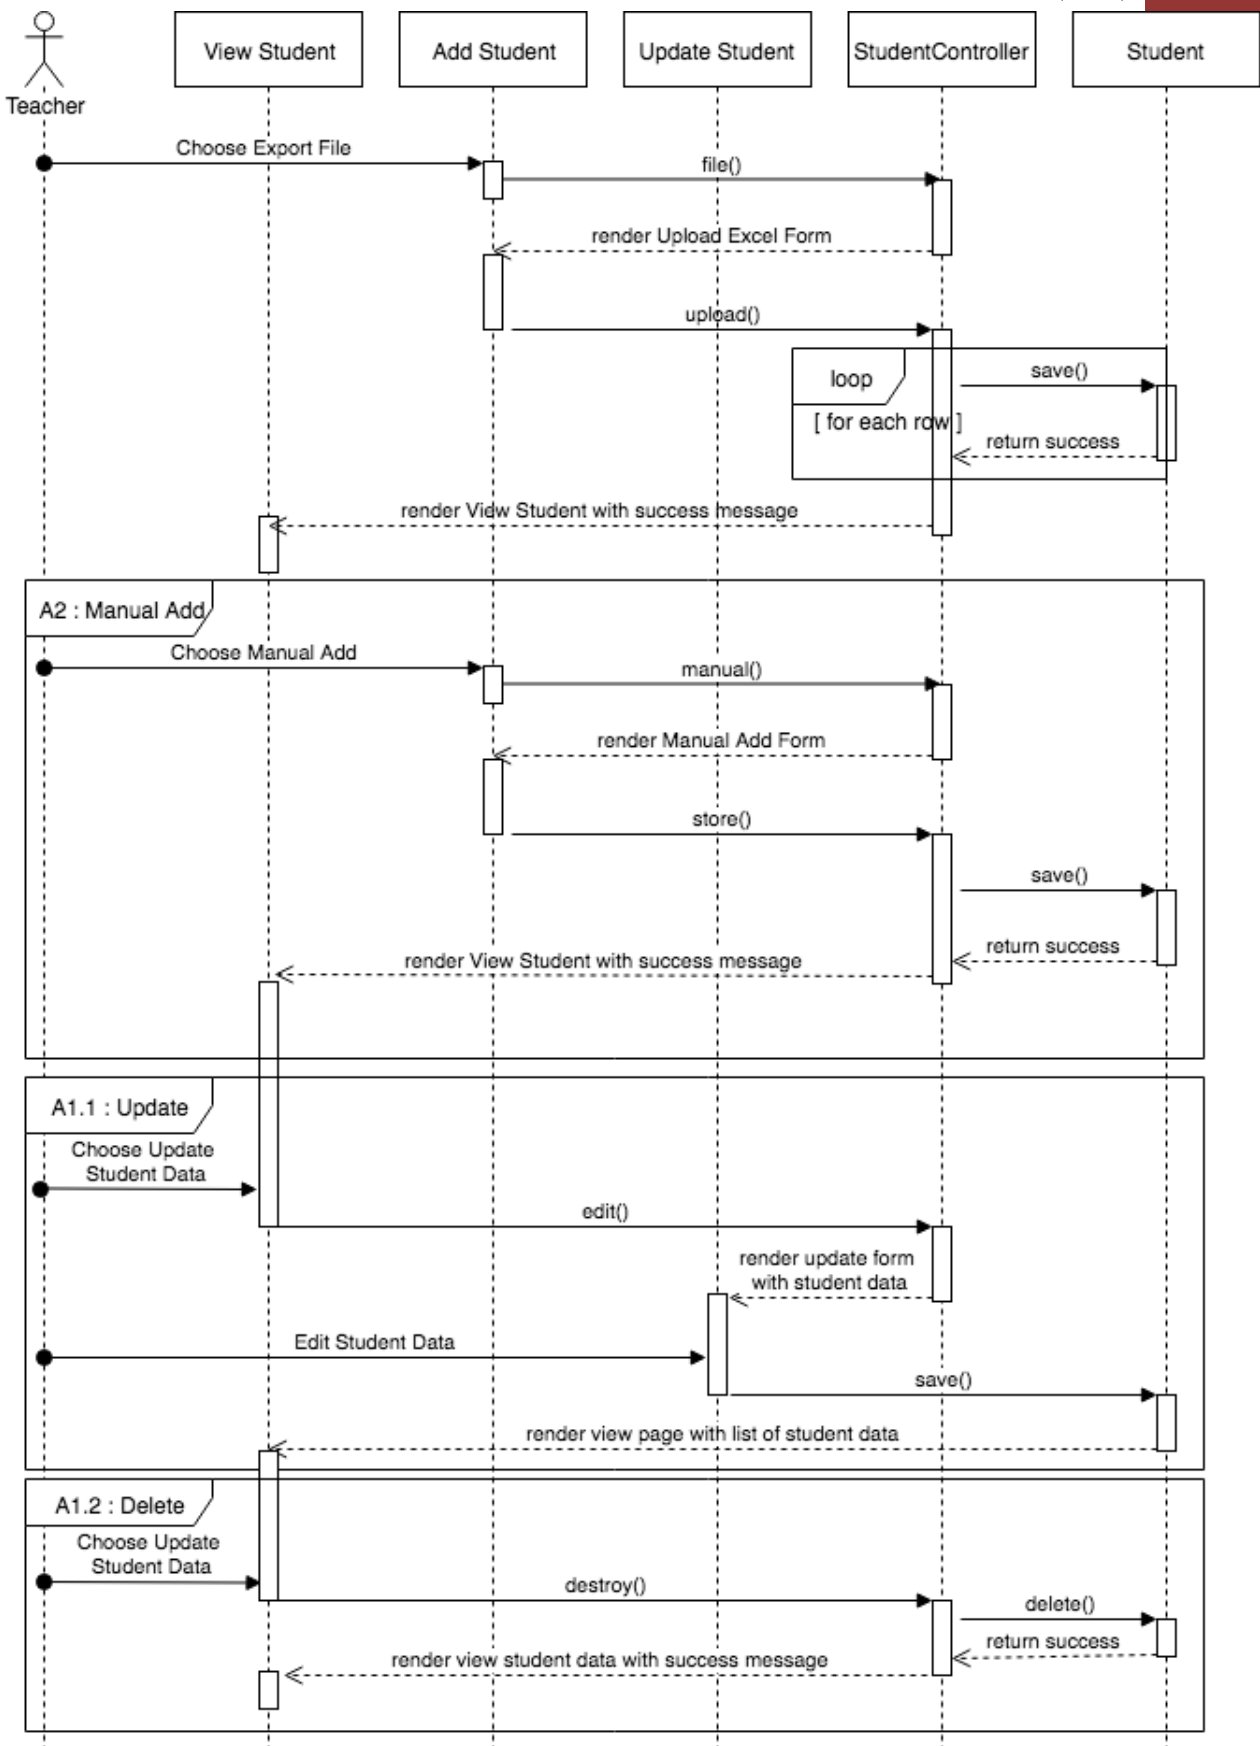 View Student
Add Student
Update Student
StudentController
Student
Teacher
Choose Export File
file()
render Upload Excel Form
upload()
loop
save()
[ for each row ]
return success
render View Student with success message
A2 : Manual Add
Choose Manual Add
manual()
render Manual Add Form
store()
save()
return success
render View Student with success message
A1.1 : Update
Choose Update
Student Data
edit()
render update form
with student data
Edit Student Data
save()
render view page with list of student data
A1.2 : Delete
Choose Update
Student Data
destroy()
delete()
return success
render view student data with success message